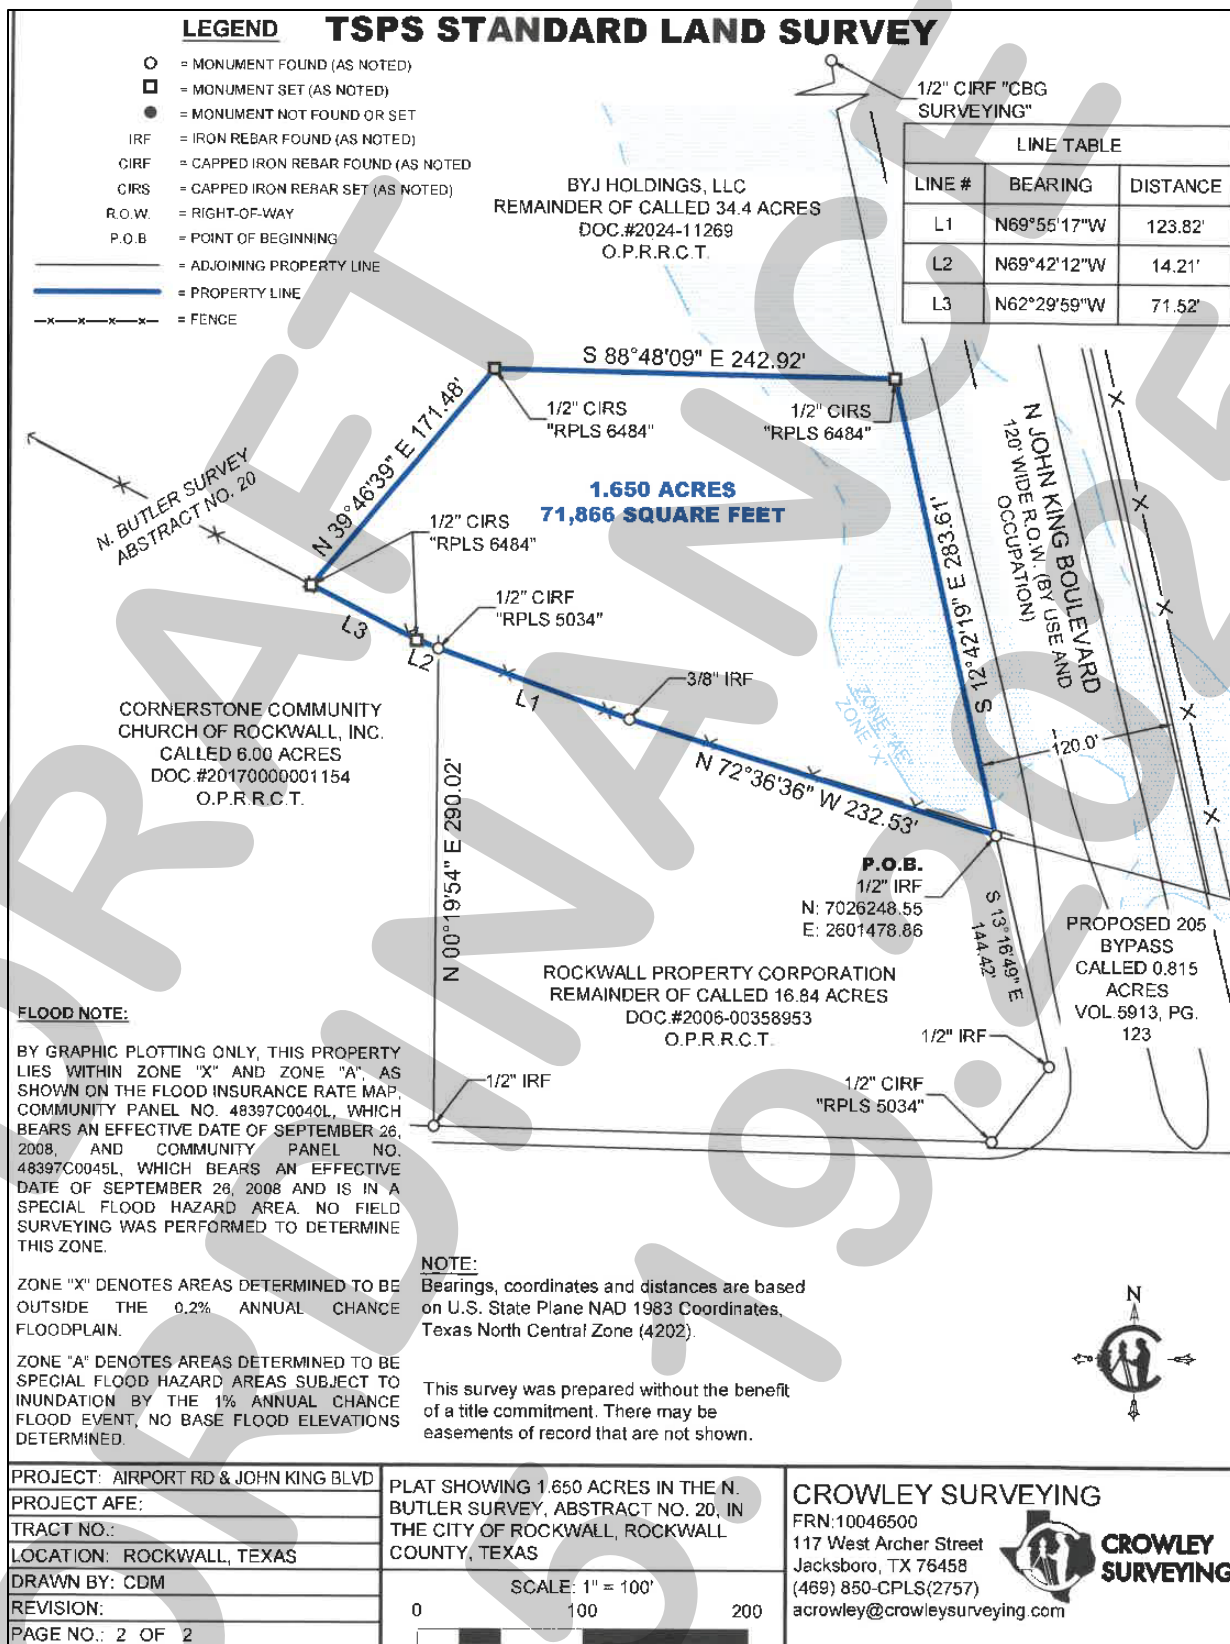 LEGEND
TSPS STANDARD LAND SURVEY
= MONUMENT FOUND (AS NOTED)
= MONUMENT SET (AS NOTED)
= MONUMENT NOT FOUND OR SET
IRF = IRON REBAR FOUND (AS NOTED)
CIRF = CAPPED IRON REBAR FOUND (AS NOTED
CIRS = CAPPED IRON REBAR SET (AS NOTED)
R.O.W. = RIGHT-OF-WAY
P.O.B = POINT OF BEGINNING
= ADJOINING PROPERTY LINE
= PROPERTY LINE
= FENCE
1/2" CIRF "CBG
SURVEYING"
LINE TABLE
LINE # BEARING DISTANCE
L1 N69°55'17"W 123.82'
L2 N69°42'12"W 14.21'
L3 N62°29'59"W 71.52'
BYJ HOLDINGS, LLC
REMAINDER OF CALLED 34.4 ACRES
DOC.#2024-11269
O.P.R.R.C.T.
S 88°48'09" E 242.92'
1/2" CIRS
"RPLS 6484"
1/2" CIRS
"RPLS 6484"
N 39°46'39" E 171.48'
N. BUTLER SURVEY
ABSTRACT NO. 20
1.650 ACRES
71,866 SQUARE FEET
1/2" CIRS
"RPLS 6484"
S 12°42'19" E 283.61'
N JOHN KING BOULEVARD
120' WIDE R.O.W. (BY USE AND
OCCUPATION)
1/2" CIRF
"RPLS 5034"
L3
L2
L1
3/8" IRF
ZONE "AE"
ZONE "X"
120.0'
N 72°36'36" W 232.53'
CORNERSTONE COMMUNITY
CHURCH OF ROCKWALL, INC.
CALLED 6.00 ACRES
DOC.#20170000001154
O.P.R.R.C.T.
N 00°19'54" E 290.02'
P.O.B.
1/2" IRF
N: 7026248.55
E: 2601478.86
S 13°16'49" E
144.42'
PROPOSED 205
BYPASS
CALLED 0.815
ACRES
VOL.5913, PG.
123
ROCKWALL PROPERTY CORPORATION
REMAINDER OF CALLED 16.84 ACRES
DOC.#2006-00358953
O.P.R.R.C.T.
1/2" IRF
1/2" IRF
1/2" CIRF
"RPLS 5034"
FLOOD NOTE:
BY GRAPHIC PLOTTING ONLY, THIS PROPERTY
LIES WITHIN ZONE "X" AND ZONE "A", AS
SHOWN ON THE FLOOD INSURANCE RATE MAP,
COMMUNITY PANEL NO. 48397C0040L, WHICH
BEARS AN EFFECTIVE DATE OF SEPTEMBER 26,
2008, AND COMMUNITY PANEL NO.
48397C0045L, WHICH BEARS AN EFFECTIVE
DATE OF SEPTEMBER 26, 2008 AND IS IN A
SPECIAL FLOOD HAZARD AREA. NO FIELD
SURVEYING WAS PERFORMED TO DETERMINE
THIS ZONE.
ZONE "X" DENOTES AREAS DETERMINED TO BE
OUTSIDE THE 0.2% ANNUAL CHANCE
FLOODPLAIN.
ZONE "A" DENOTES AREAS DETERMINED TO BE
SPECIAL FLOOD HAZARD AREAS SUBJECT TO
INUNDATION BY THE 1% ANNUAL CHANCE
FLOOD EVENT, NO BASE FLOOD ELEVATIONS
DETERMINED.
NOTE:
Bearings, coordinates and distances are based
on U.S. State Plane NAD 1983 Coordinates,
Texas North Central Zone (4202).
This survey was prepared without the benefit
of a title commitment. There may be
easements of record that are not shown.
N
PROJECT: AIRPORT RD & JOHN KING BLVD
PROJECT AFE:
TRACT NO.:
LOCATION: ROCKWALL, TEXAS
DRAWN BY: CDM
REVISION:
PAGE NO.: 2 OF 2
PLAT SHOWING 1.650 ACRES IN THE N.
BUTLER SURVEY, ABSTRACT NO. 20, IN
THE CITY OF ROCKWALL, ROCKWALL
COUNTY, TEXAS
SCALE: 1" = 100'
0 100 200
CROWLEY SURVEYING
FRN:10046500
117 West Archer Street
Jacksboro, TX 76458
(469) 850-CPLS(2757)
acrowley@crowleysurveying.com
CROWLEY
SURVEYING
DRAFT
ORDINANCE
5.19.2025